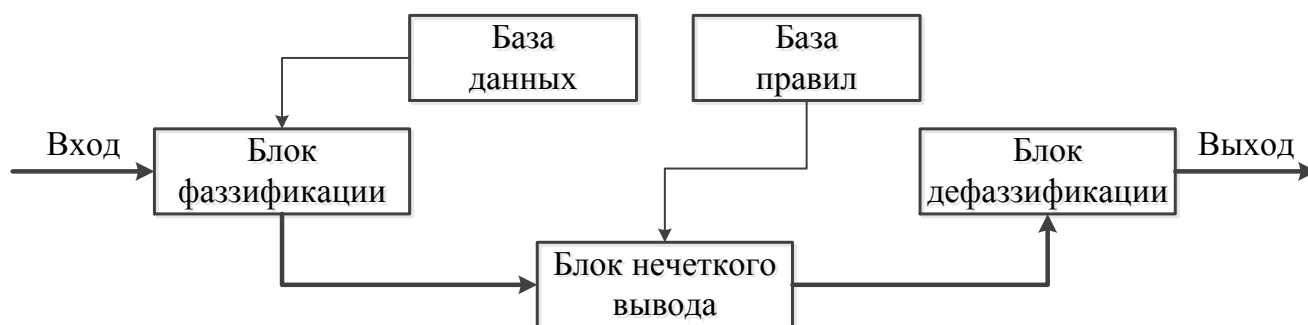 База
данных
База
правил
Вход
Блок
фаззификации
Блок
дефаззификации
Выход
Блок нечеткого
вывода